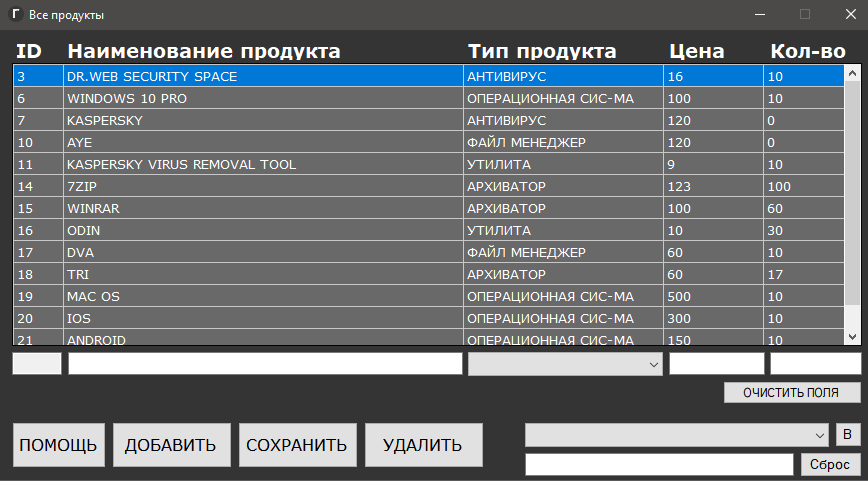 Г Все продукты
ID Наименование продукта Тип продукта Цена Кол-во
3 DR.WEB SECURITY SPACE АНТИВИРУС 16 10
6 WINDOWS 10 PRO ОПЕРАЦИОННАЯ СИС-МА 100 10
7 KASPERSKY АНТИВИРУС 120 0
10 AYE ФАЙЛ МЕНЕДЖЕР 120 0
11 KASPERSKY VIRUS REMOVAL TOOL УТИЛИТА 9 10
14 7ZIP АРХИВАТОР 123 100
15 WINRAR АРХИВАТОР 100 60
16 ODIN УТИЛИТА 10 30
17 DVA ФАЙЛ МЕНЕДЖЕР 60 10
18 TRI АРХИВАТОР 60 17
19 MAC OS ОПЕРАЦИОННАЯ СИС-МА 500 10
20 IOS ОПЕРАЦИОННАЯ СИС-МА 300 10
21 ANDROID ОПЕРАЦИОННАЯ СИС-МА 150 10
ОЧИСТИТЬ ПОЛЯ
ПОМОЩЬ ДОБАВИТЬ СОХРАНИТЬ УДАЛИТЬ
В
Сброс